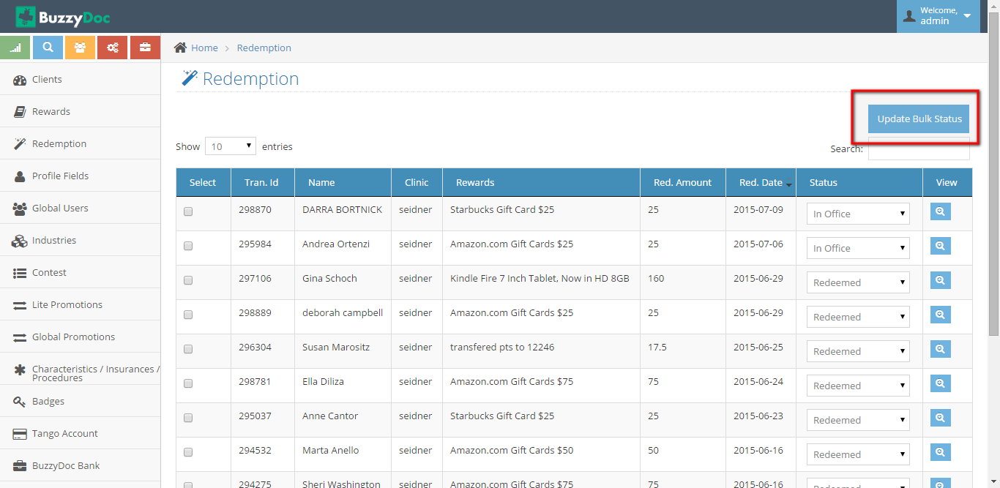 BuzzyDoc
Welcome,
admin
Home > Redemption
Clients
Rewards
Redemption
Profile Fields
Global Users
Industries
Contest
Lite Promotions
Global Promotions
Characteristics / Insurances /
Procedures
Badges
Tango Account
BuzzyDoc Bank
Redemption
Update Bulk Status
Show 10 entries
Search:
Select Tran. Id Name Clinic Rewards Red. Amount Red. Date Status View
298870 DARRA BORTNICK seidner Starbucks Gift Card $25 25 2015-07-09 In Office
295984 Andrea Ortenzi seidner Amazon.com Gift Cards $25 25 2015-07-06 In Office
297106 Gina Schoch seidner Kindle Fire 7 Inch Tablet, Now in HD 8GB 160 2015-06-29 Redeemed
298889 deborah campbell seidner Amazon.com Gift Cards $25 25 2015-06-29 Redeemed
296304 Susan Marositz seidner transfered pts to 12246 17.5 2015-06-25 Redeemed
298781 Ella Diliza seidner Amazon.com Gift Cards $75 75 2015-06-24 Redeemed
295037 Anne Cantor seidner Starbucks Gift Card $25 25 2015-06-23 Redeemed
294532 Marta Anello seidner Amazon.com Gift Cards $50 50 2015-06-16 Redeemed
294275 Sheri Washington seidner Amazon.com Gift Cards $75 75 2015-06-16 Redeemed